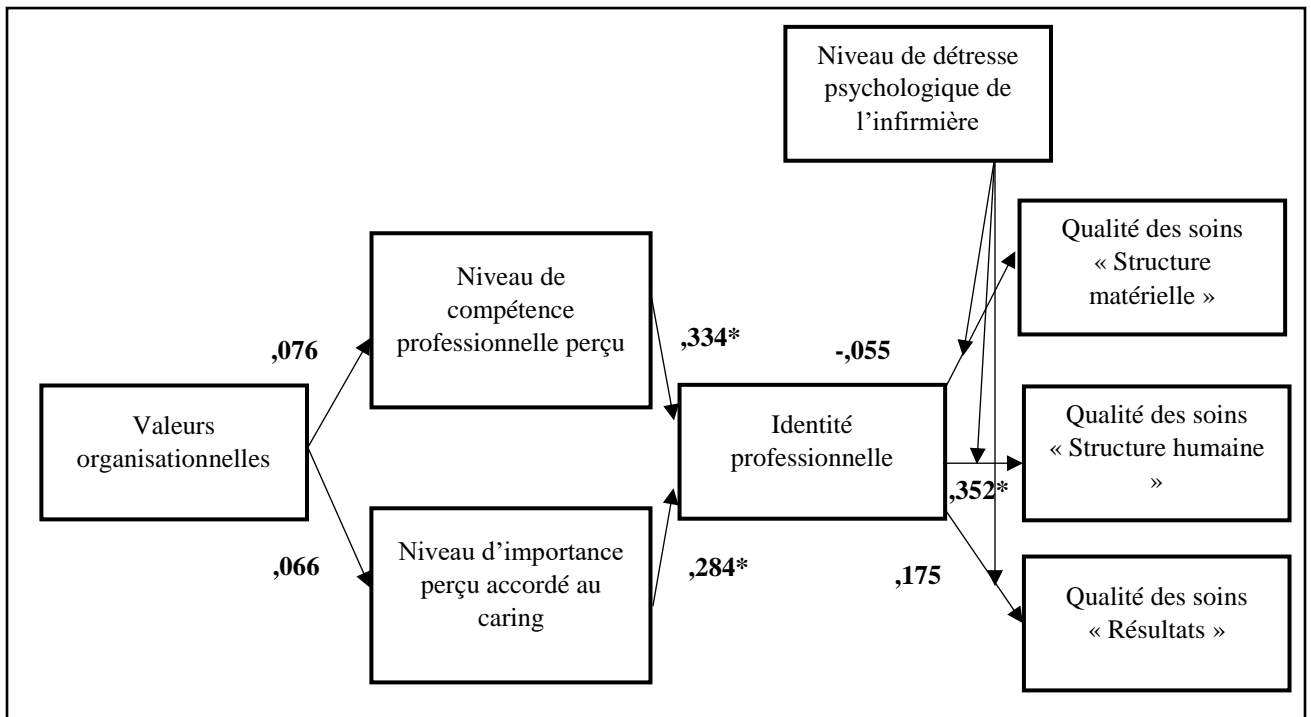 Niveau de détresse
psychologique de
l’infirmière
Qualité des soins
« Structure
matérielle »
Niveau de
compétence
professionnelle perçu
,076
,334*
-,055
Valeurs
organisationnelles
Identité
professionnelle
Qualité des soins
« Structure humaine
»
,352*
,066
Niveau d’importance
perçu accordé au
caring
,284*
,175
Qualité des soins
« Résultats »